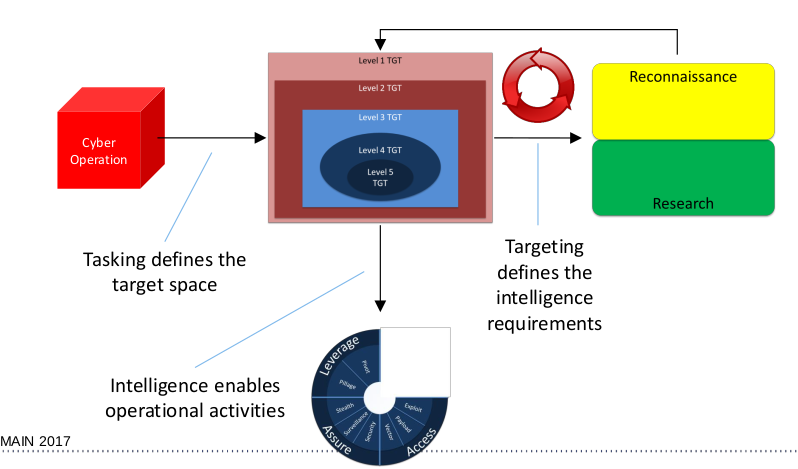 Level 1 TGT
Level 2 TGT
Level 3 TGT
Level 4 TGT
Level 5
TGT
Cyber
Operation
Reconnaissance
Research
Tasking defines the
target space
Targeting
defines the
intelligence
requirements
Intelligence enables
operational activities
Leverage
Pivot
Pillage
Stealth
Surveillance
Security
Assure
Exploit
Payload
Vector
Access
MAIN 2017